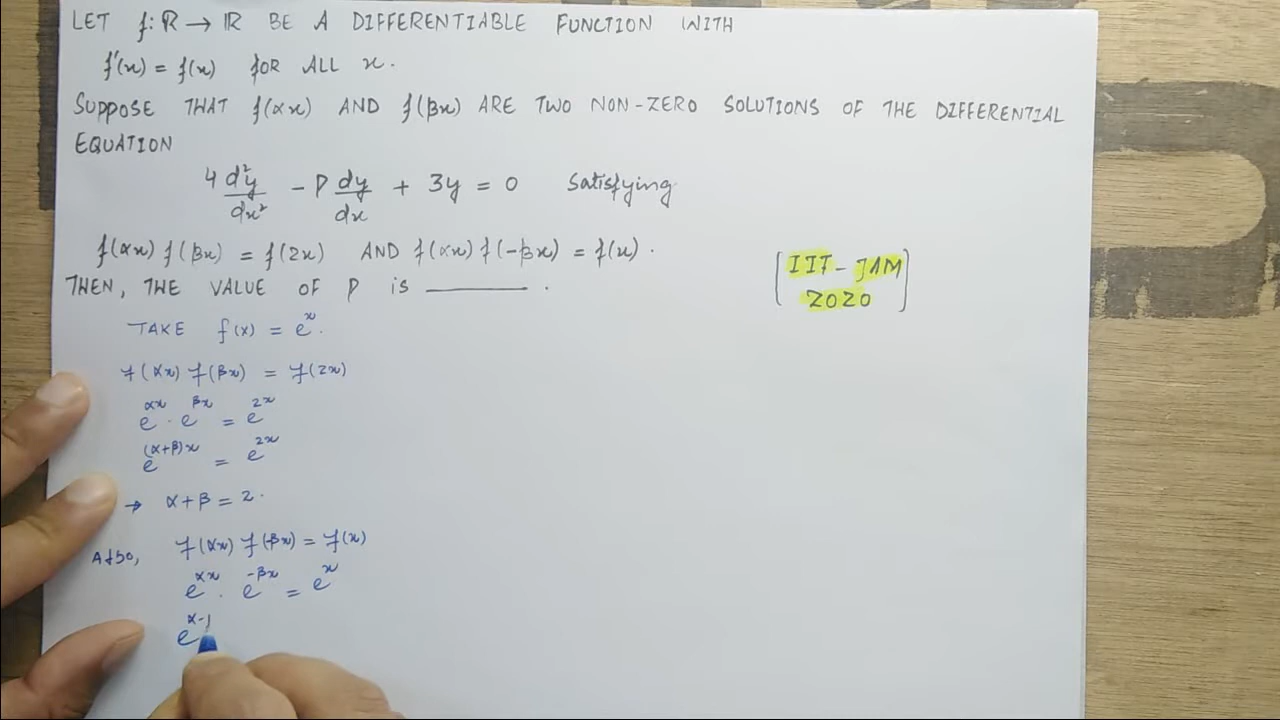 LET f: ℝ → ℝ BE A DIFFERENTIABLE FUNCTION WITH
f'(x) = f(x) FOR ALL x.
SUPPOSE THAT f(αx) AND f(βx) ARE TWO NON-ZERO SOLUTIONS OF THE DIFFERENTIAL
EQUATION
4 d²y/dx² - P dy/dx + 3y = 0 Satisfying
f(αx) f(βx) = f(2x) AND f(αx) f(-βx) = f(x).
THEN, THE VALUE OF P IS ______ .
[IIT - JAM
2020]
TAKE f(x) = e^x.
f(αx) f(βx) = f(2x)
e^αx · e^βx = e^2x
e^(α+β)x = e^2x
→ α+β = 2.
Also, f(αx) f(-βx) = f(x)
e^αx · e^-βx = e^x
e^α-